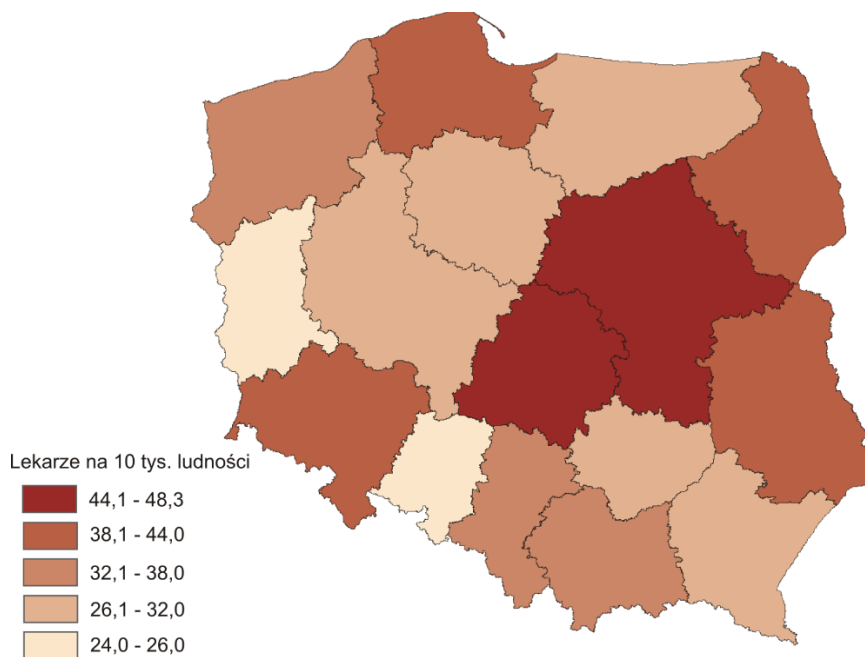 Lekarze na 10 tys. ludności
44,1 - 48,3
38,1 - 44,0
32,1 - 38,0
26,1 - 32,0
24,0 - 26,0